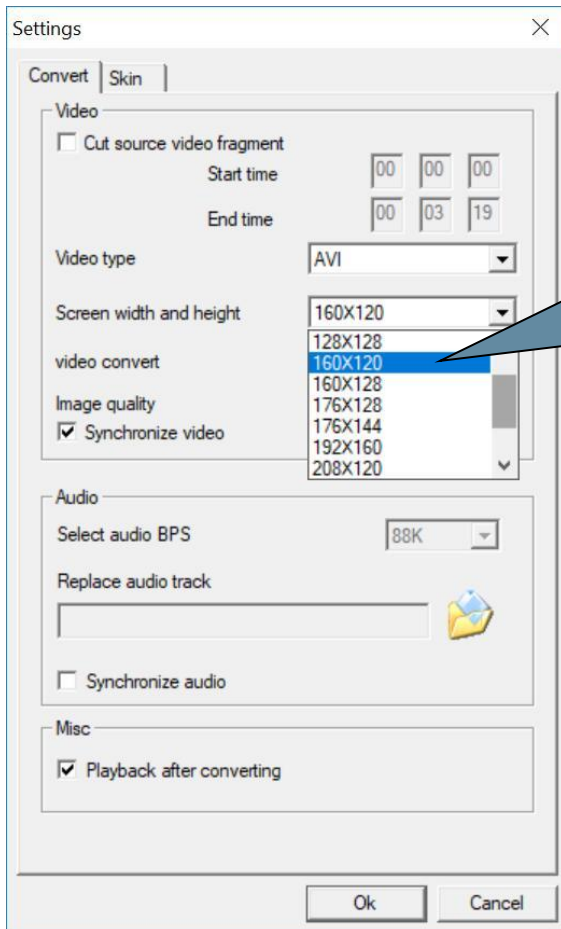 Settings
Convert Skin
Video
Cut source video fragment
Start time 00 00 00
End time 00 03 19
Video type AVI
Screen width and height 160X120
128X128
video convert 160X120
160X128
Image quality 176X128
Synchronize video 176X144
192X160
208X120
Audio
Select audio BPS 88K
Replace audio track
Synchronize audio
Misc
Playback after converting
Ok Cancel